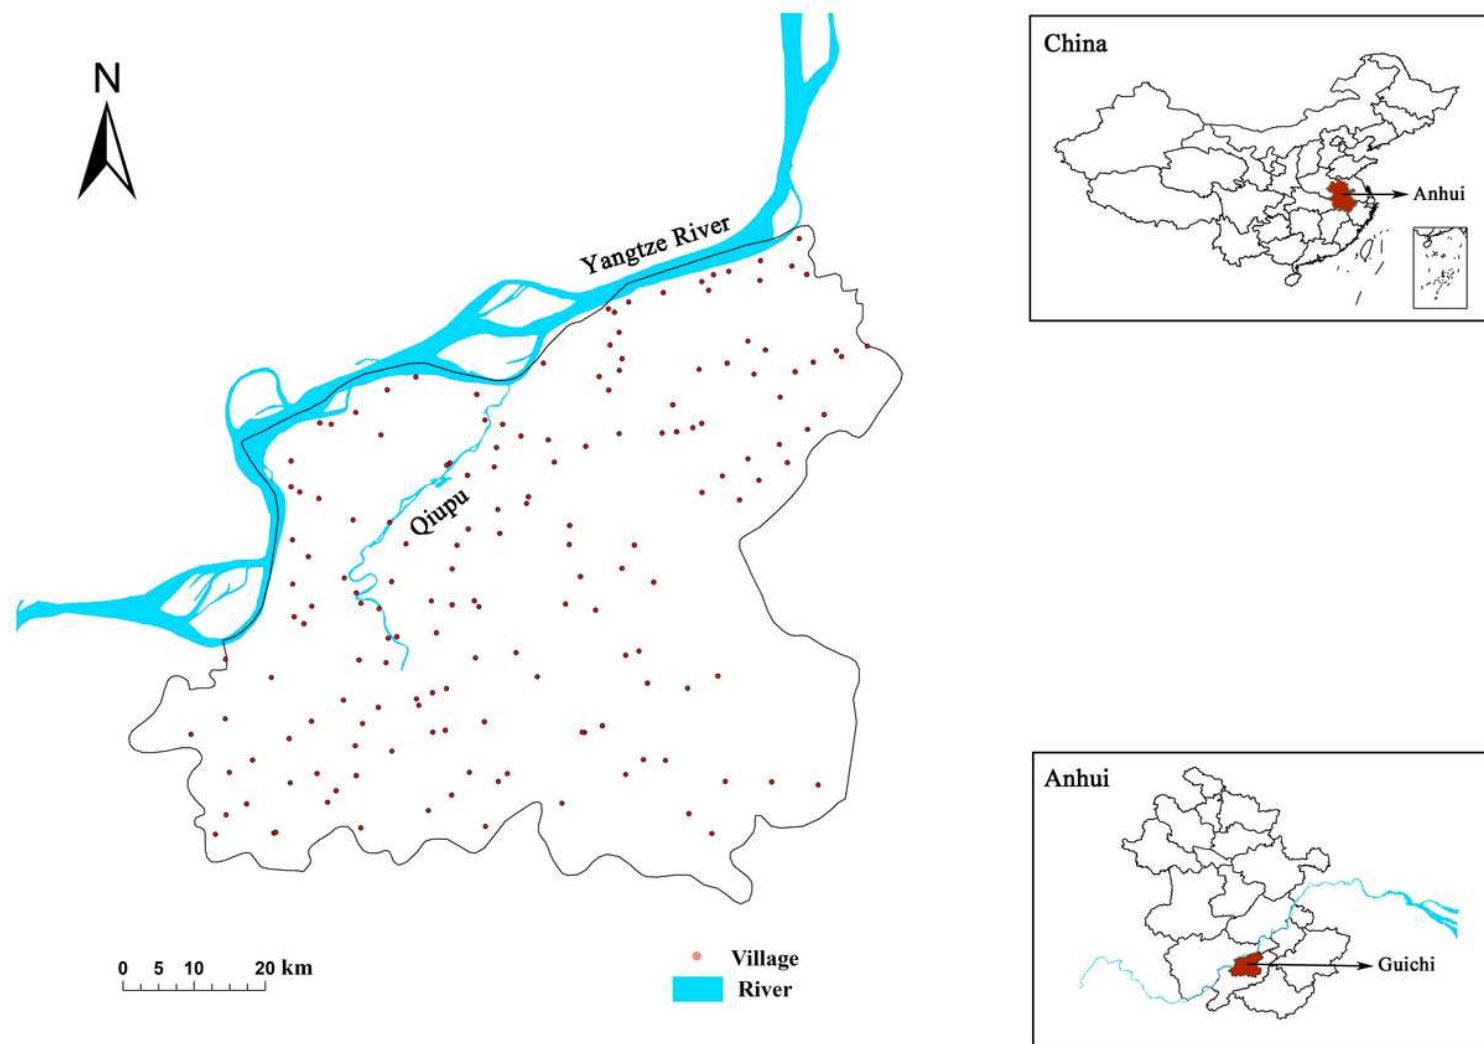 N
Yangtze River
Qiupu
0 5 10 20 km
Village
River
China
Anhui
Anhui
Guichi